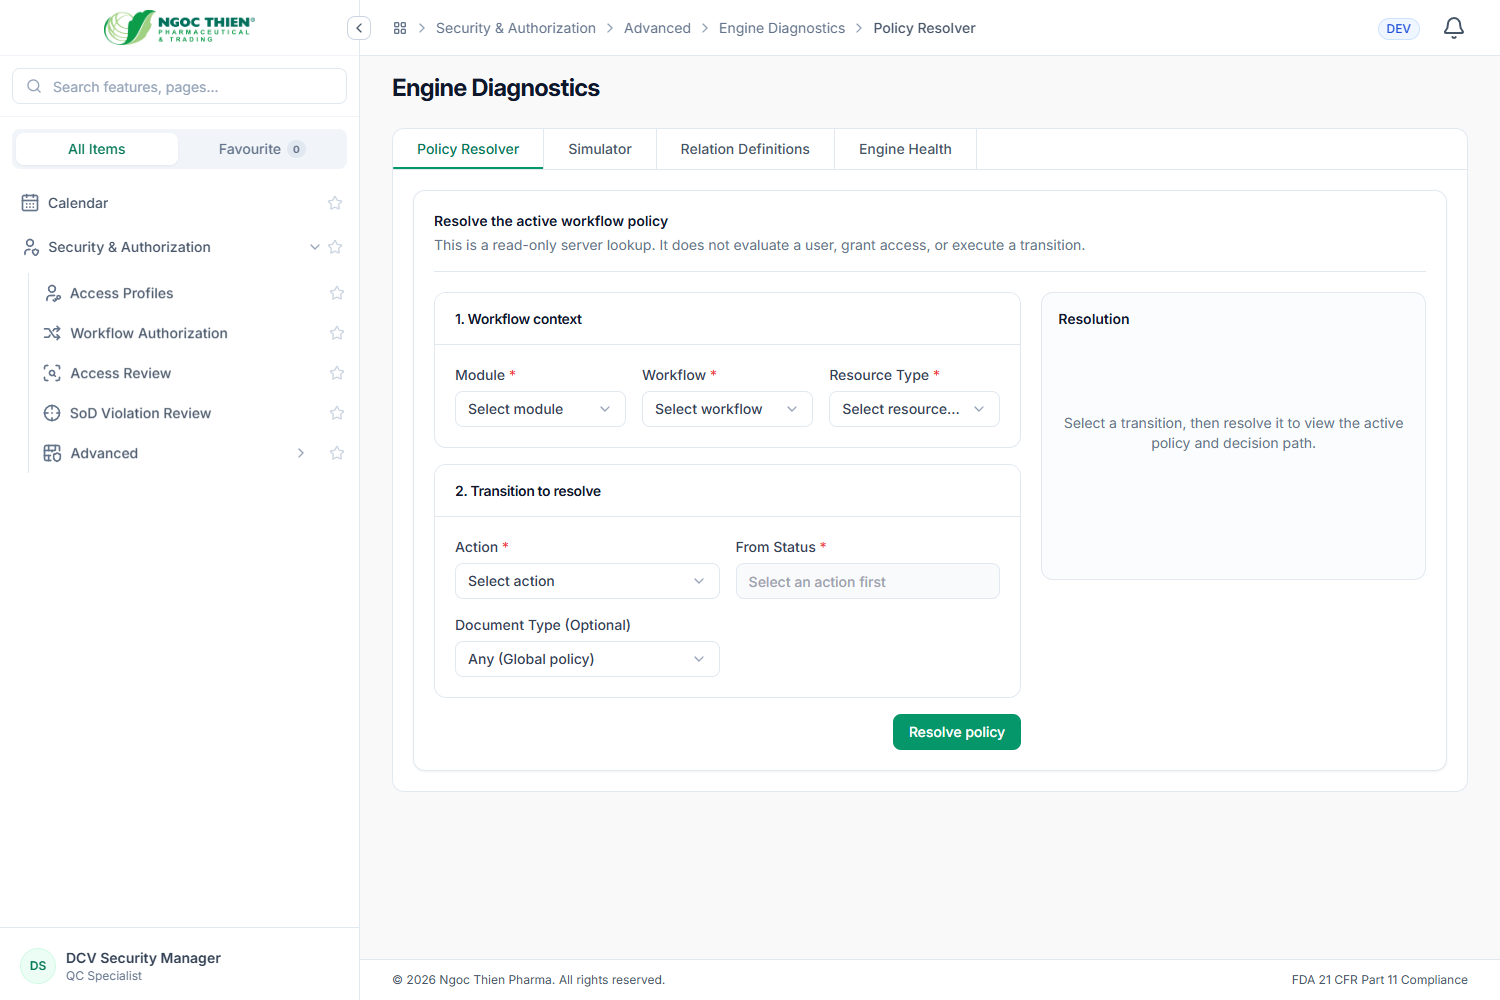 NGOC THIEN®
PHARMACEUTICAL
& TRADING
Security & Authorization
Advanced
Engine Diagnostics
Policy Resolver
DEV
Search features, pages...
All Items
Favourite 0
Calendar
Security & Authorization
Access Profiles
Workflow Authorization
Access Review
SoD Violation Review
Advanced
DS
DCV Security Manager
QC Specialist
Engine Diagnostics
Policy Resolver
Simulator
Relation Definitions
Engine Health
Resolve the active workflow policy
This is a read-only server lookup. It does not evaluate a user, grant access, or execute a transition.
1. Workflow context
Module *
Workflow *
Resource Type *
Select module
Select workflow
Select resource...
2. Transition to resolve
Action *
From Status *
Select action
Select an action first
Document Type (Optional)
Any (Global policy)
Resolve policy
Resolution
Select a transition, then resolve it to view the active
policy and decision path.
© 2026 Ngoc Thien Pharma. All rights reserved.
FDA 21 CFR Part 11 Compliance